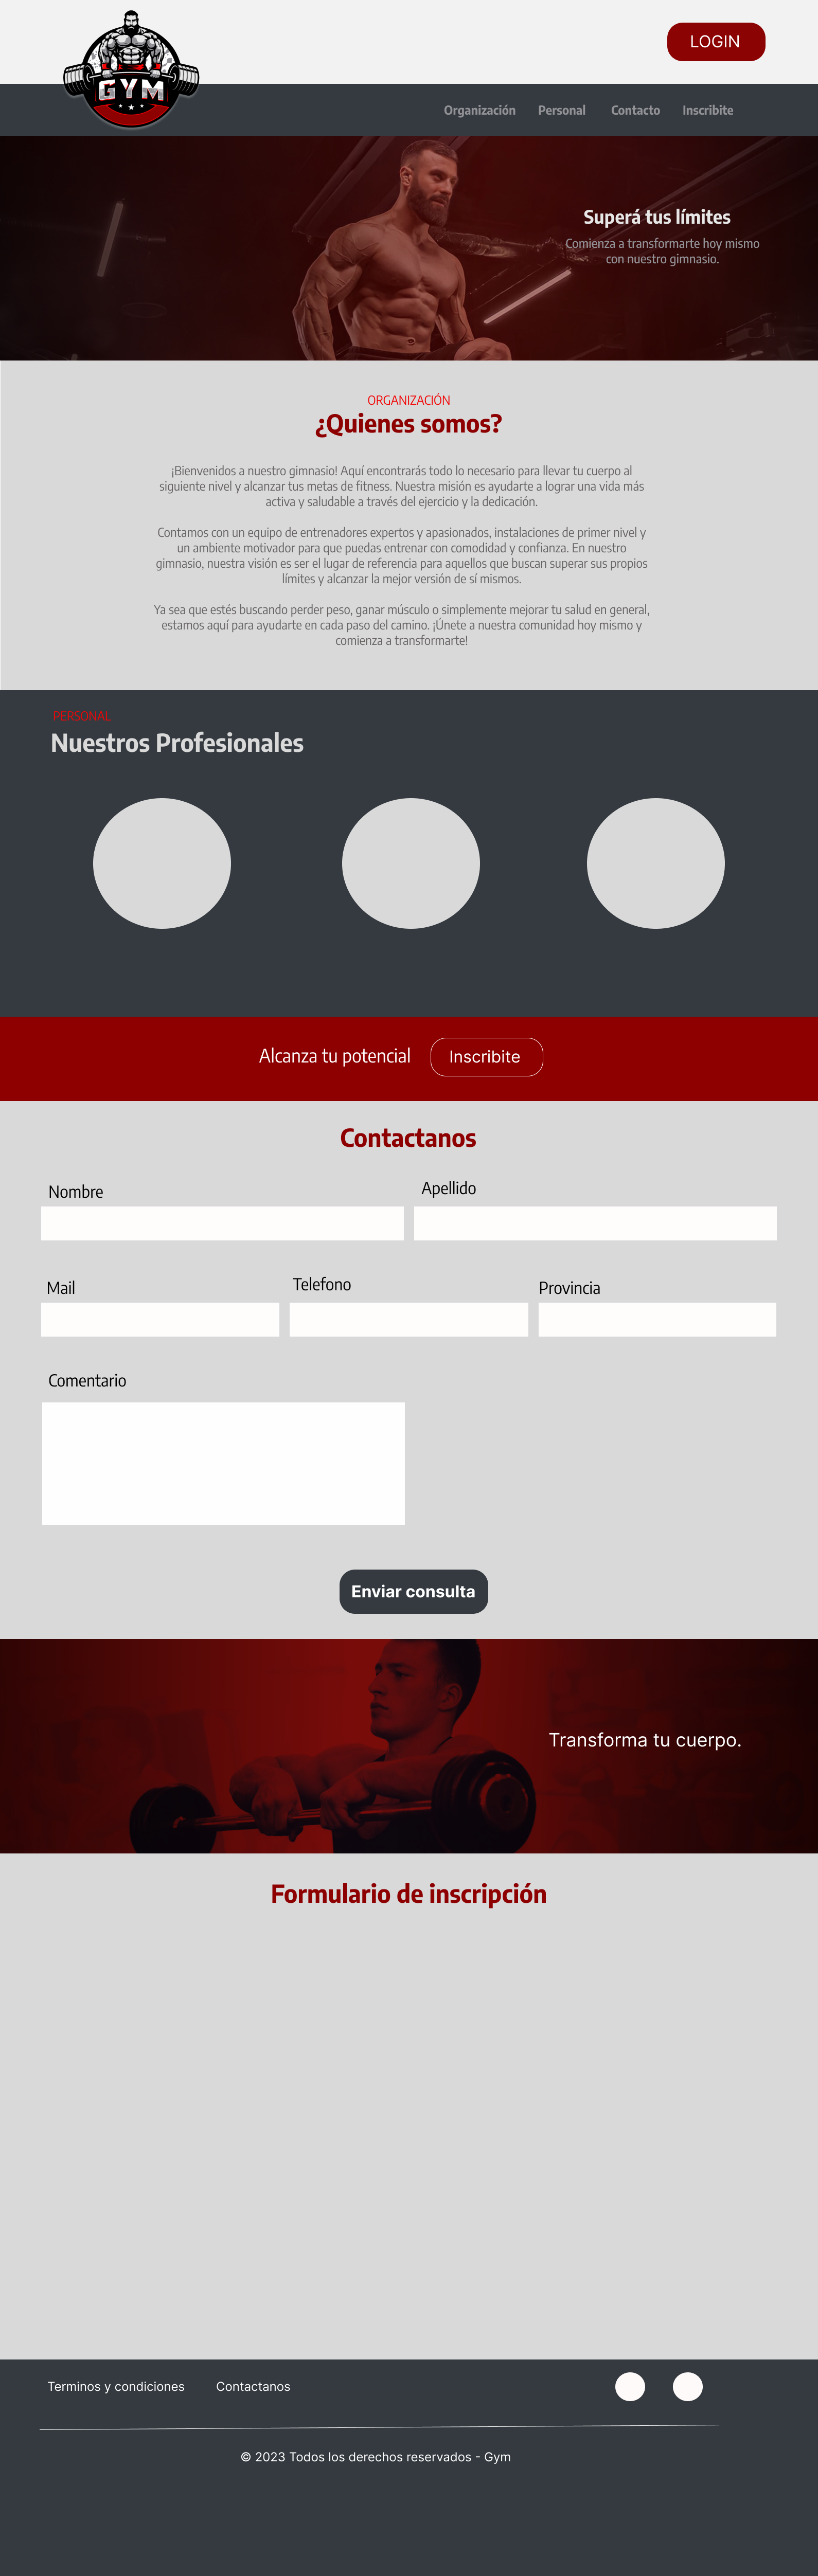 GYM
LOGIN
Organización Personal Contacto Inscribite
Superá tus límites
Comienza a transformarte hoy mismo
con nuestro gimnasio.
ORGANIZACIÓN
¿Quienes somos?
¡Bienvenidos a nuestro gimnasio! Aquí encontrarás todo lo necesario para llevar tu cuerpo al
siguiente nivel y alcanzar tus metas de fitness. Nuestra misión es ayudarte a lograr una vida más
activa y saludable a través del ejercicio y la dedicación.
Contamos con un equipo de entrenadores expertos y apasionados, instalaciones de primer nivel y
un ambiente motivador para que puedas entrenar con comodidad y confianza. En nuestro
gimnasio, nuestra visión es ser el lugar de referencia para aquellos que buscan superar sus propios
límites y alcanzar la mejor versión de sí mismos.
Ya sea que estés buscando perder peso, ganar músculo o simplemente mejorar tu salud en general,
estamos aquí para ayudarte en cada paso del camino. ¡Únete a nuestra comunidad hoy mismo y
comienza a transformarte!
PERSONAL
Nuestros Profesionales
Alcanza tu potencial Inscribite
Contactanos
Nombre Apellido
Mail Telefono Provincia
Comentario
Enviar consulta
Transforma tu cuerpo.
Formulario de inscripción
Terminos y condiciones Contactanos
© 2023 Todos los derechos reservados - Gym